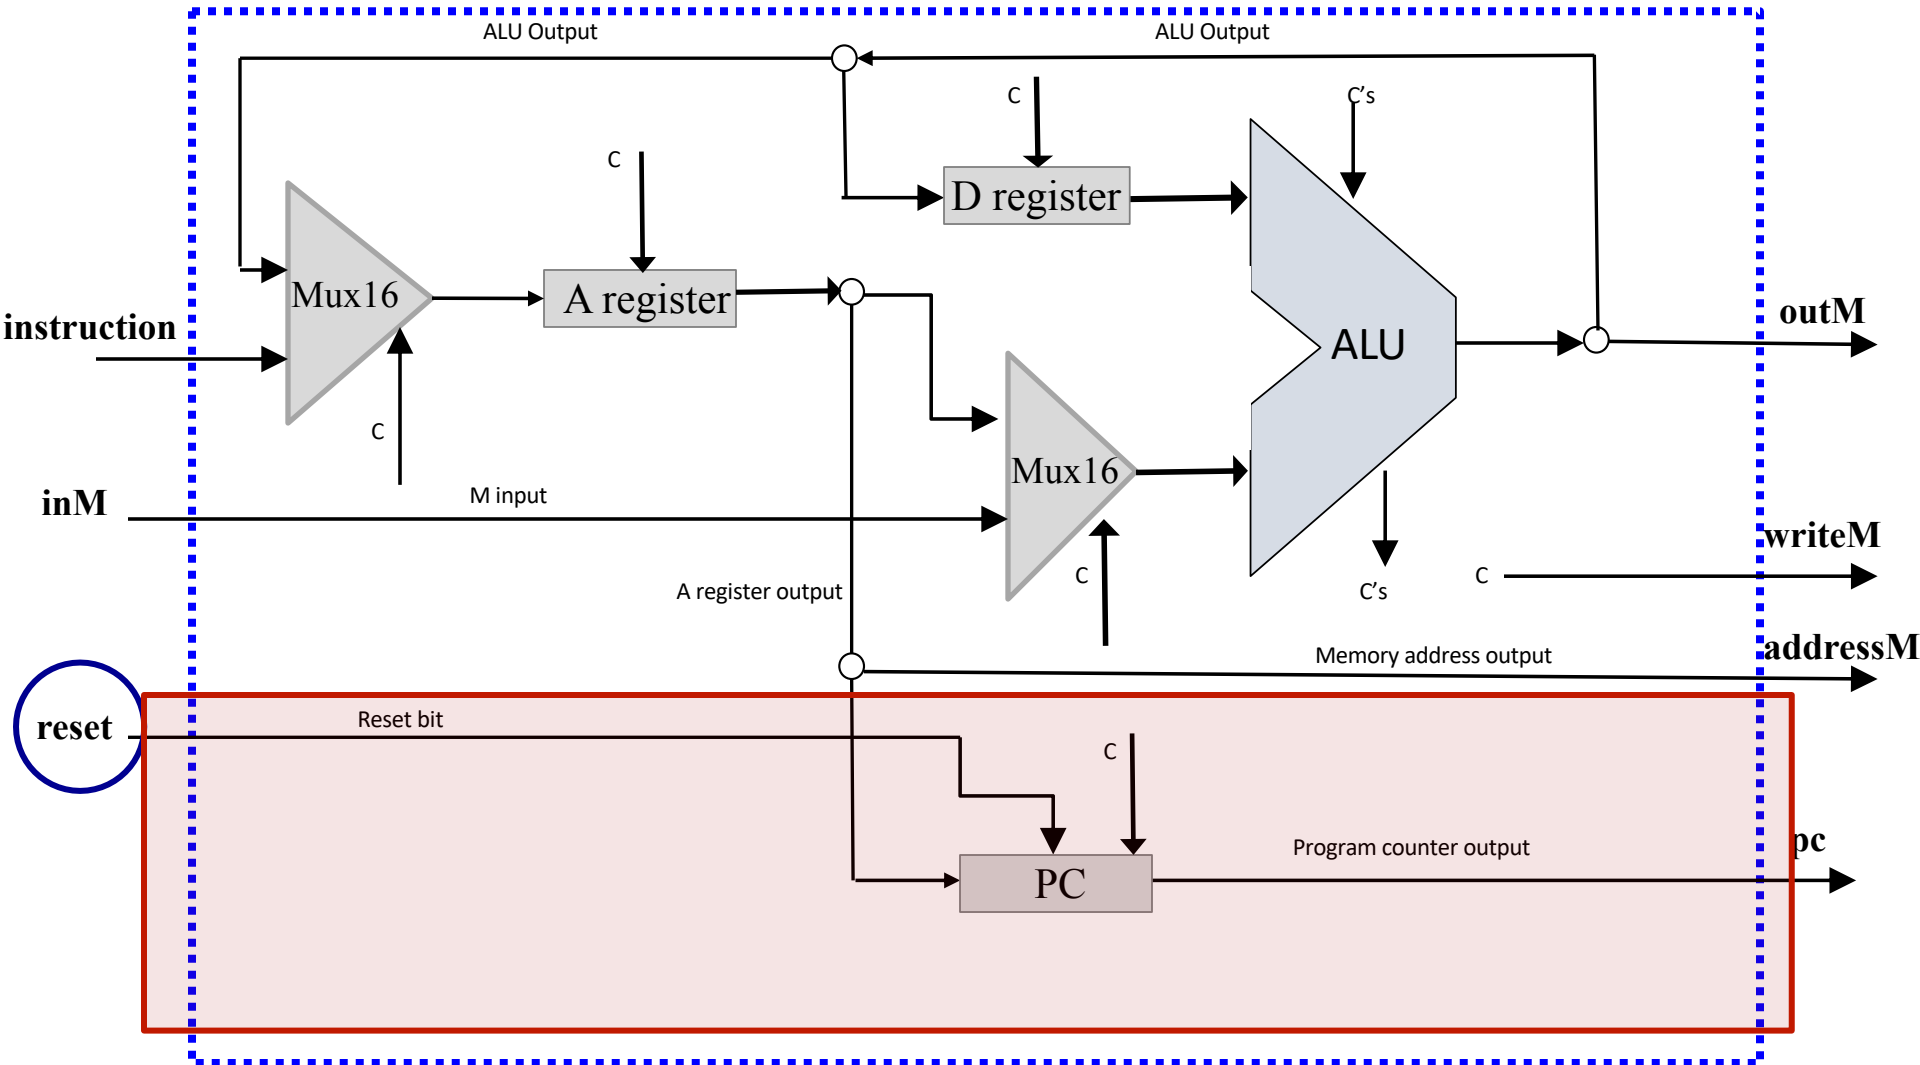 ALU Output
ALU Output
C
C's
C
D register
Mux16
A register
instruction
outM
ALU
C
Mux16
inM
M input
writeM
C
C
C's
A register output
Memory address output
addressM
reset
Reset bit
C
Program counter output
pc
PC